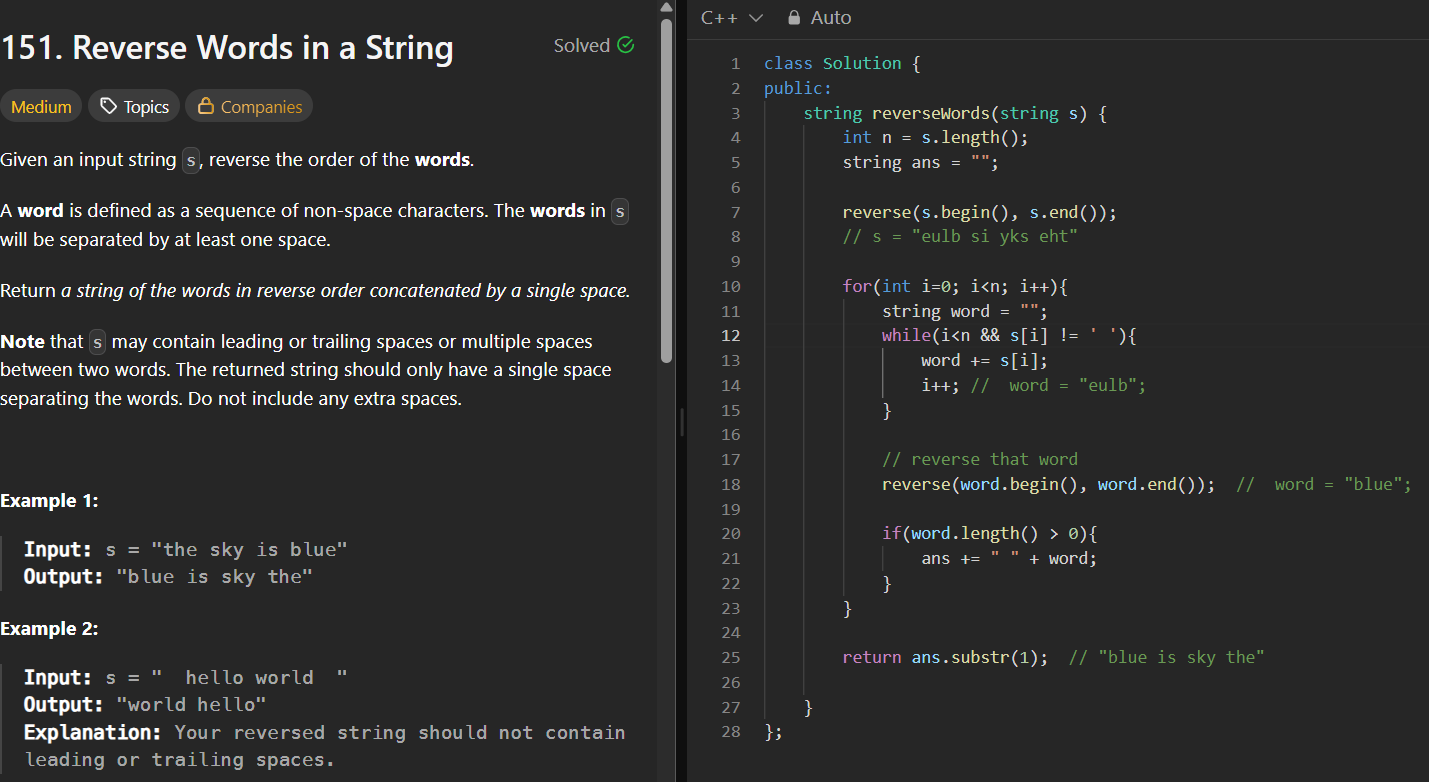 151. Reverse Words in a String
Solved
Medium
Topics
Companies
Given an input string s, reverse the order of the words.
A word is defined as a sequence of non-space characters. The words in s
will be separated by at least one space.
Return a string of the words in reverse order concatenated by a single space.
Note that s may contain leading or trailing spaces or multiple spaces
between two words. The returned string should only have a single space
separating the words. Do not include any extra spaces.
Example 1:
Input: s = "the sky is blue"
Output: "blue is sky the"
Example 2:
Input: s = "  hello world  "
Output: "world hello"
Explanation: Your reversed string should not contain
leading or trailing spaces.
C++
Auto
1 class Solution {
2 public:
3     string reverseWords(string s) {
4         int n = s.length();
5         string ans = "";
6
7         reverse(s.begin(), s.end());
8         // s = "eulb si yks eht"
9
10         for(int i=0; i<n; i++){
11             string word = "";
12             while(i<n && s[i] != ' '){
13                 word += s[i];
14                 i++; //  word = "eulb";
15             }
16
17             // reverse that word
18             reverse(word.begin(), word.end());  //  word = "blue";
19
20             if(word.length() > 0){
21                 ans += " " + word;
22             }
23         }
24
25         return ans.substr(1);  // "blue is sky the"
26
27     }
28 };